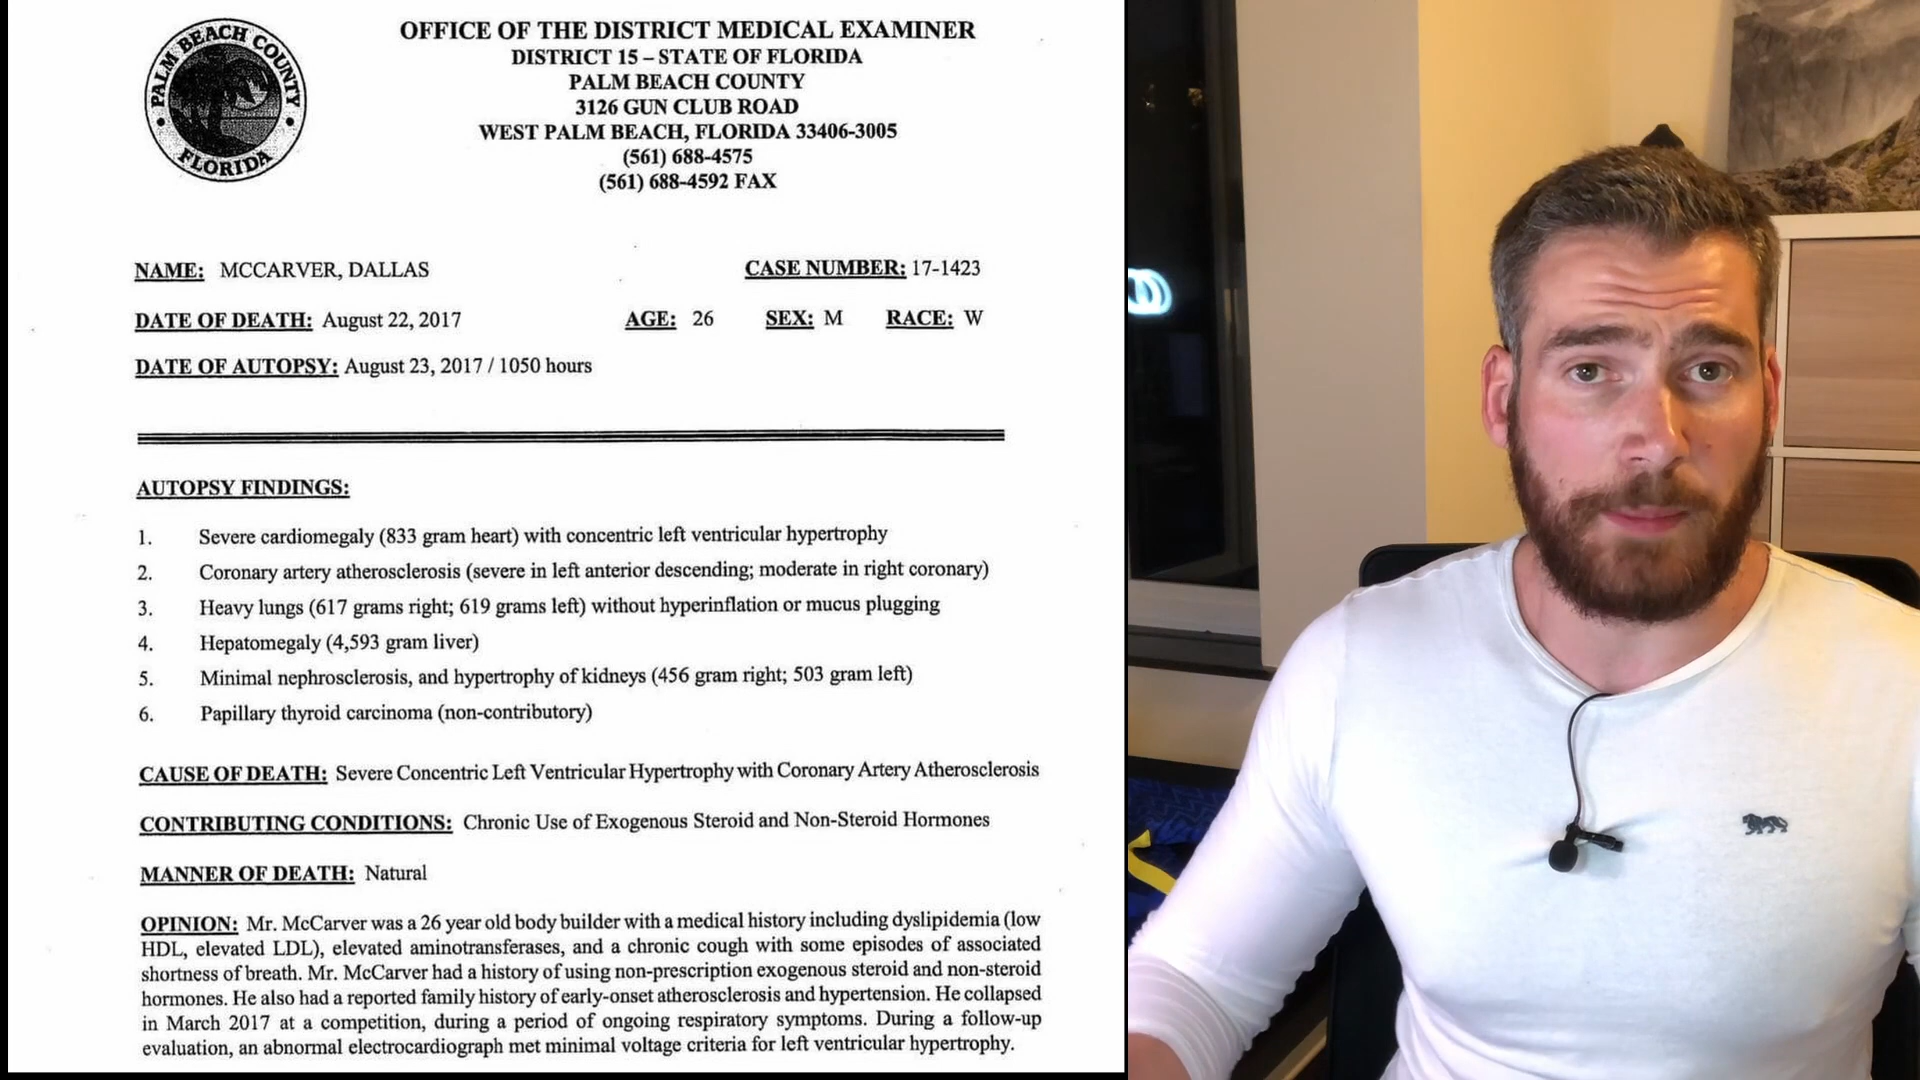 PALM BEACH COUNTY
FLORIDA
OFFICE OF THE DISTRICT MEDICAL EXAMINER
DISTRICT 15 – STATE OF FLORIDA
PALM BEACH COUNTY
3126 GUN CLUB ROAD
WEST PALM BEACH, FLORIDA 33406-3005
(561) 688-4575
(561) 688-4592 FAX
NAME: MCCARVER, DALLAS CASE NUMBER: 17-1423
DATE OF DEATH: August 22, 2017 AGE: 26 SEX: M RACE: W
DATE OF AUTOPSY: August 23, 2017 / 1050 hours
AUTOPSY FINDINGS:
1. Severe cardiomegaly (833 gram heart) with concentric left ventricular hypertrophy
2. Coronary artery atherosclerosis (severe in left anterior descending; moderate in right coronary)
3. Heavy lungs (617 grams right; 619 grams left) without hyperinflation or mucus plugging
4. Hepatomegaly (4,593 gram liver)
5. Minimal nephrosclerosis, and hypertrophy of kidneys (456 gram right; 503 gram left)
6. Papillary thyroid carcinoma (non-contributory)
CAUSE OF DEATH: Severe Concentric Left Ventricular Hypertrophy with Coronary Artery Atherosclerosis
CONTRIBUTING CONDITIONS: Chronic Use of Exogenous Steroid and Non-Steroid Hormones
MANNER OF DEATH: Natural
OPINION: Mr. McCarver was a 26 year old body builder with a medical history including dyslipidemia (low
HDL, elevated LDL), elevated aminotransferases, and a chronic cough with some episodes of associated
shortness of breath. Mr. McCarver had a history of using non-prescription exogenous steroid and non-steroid
hormones. He also had a reported family history of early-onset atherosclerosis and hypertension. He collapsed
in March 2017 at a competition, during a period of ongoing respiratory symptoms. During a follow-up
evaluation, an abnormal electrocardiograph met minimal voltage criteria for left ventricular hypertrophy.